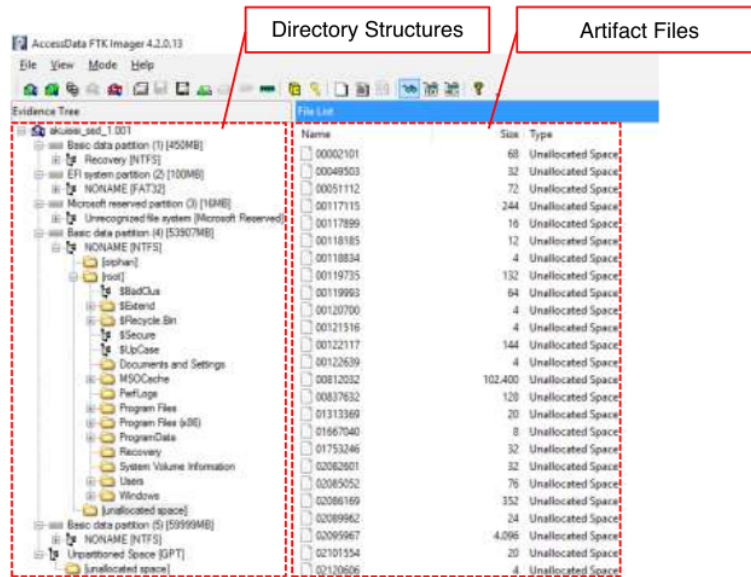 Directory Structures
Artifact Files
AccessData FTK Imager 4.2.0.13
File View Mode Help
Evidence Tree
File List
akuisisi_ssd_1.001
Basic data partition (1) [450MB]
Recovery [NTFS]
EFI system partition (2) [100MB]
NONAME [FAT32]
Microsoft reserved partition (3) [16MB]
Unrecognized file system [Microsoft Reserved]
Basic data partition (4) [53907MB]
NONAME [NTFS]
[orphan]
[root]
$BadClus
$Extend
$Recycle.Bin
$Secure
$UpCase
Documents and Settings
MSOCache
PerfLogs
Program Files
Program Files (x86)
ProgramData
Recovery
System Volume Information
Users
Windows
[unallocated space]
Basic data partition (5) [59999MB]
NONAME [NTFS]
Unpartitioned Space [GPT]
[unallocated space]
Name Size Type
00002101 68 Unallocated Space
00049503 32 Unallocated Space
00051112 72 Unallocated Space
00117115 244 Unallocated Space
00117899 16 Unallocated Space
00118185 12 Unallocated Space
00118834 4 Unallocated Space
00119735 132 Unallocated Space
00119993 64 Unallocated Space
00120700 4 Unallocated Space
00121516 4 Unallocated Space
00122117 144 Unallocated Space
00122639 4 Unallocated Space
00812032 102.400 Unallocated Space
00837632 128 Unallocated Space
01313369 20 Unallocated Space
01667040 8 Unallocated Space
01753246 32 Unallocated Space
02082601 32 Unallocated Space
02085052 76 Unallocated Space
02086169 352 Unallocated Space
02089962 24 Unallocated Space
02095967 4.096 Unallocated Space
02101554 20 Unallocated Space
02120606 4 Unallocated Space